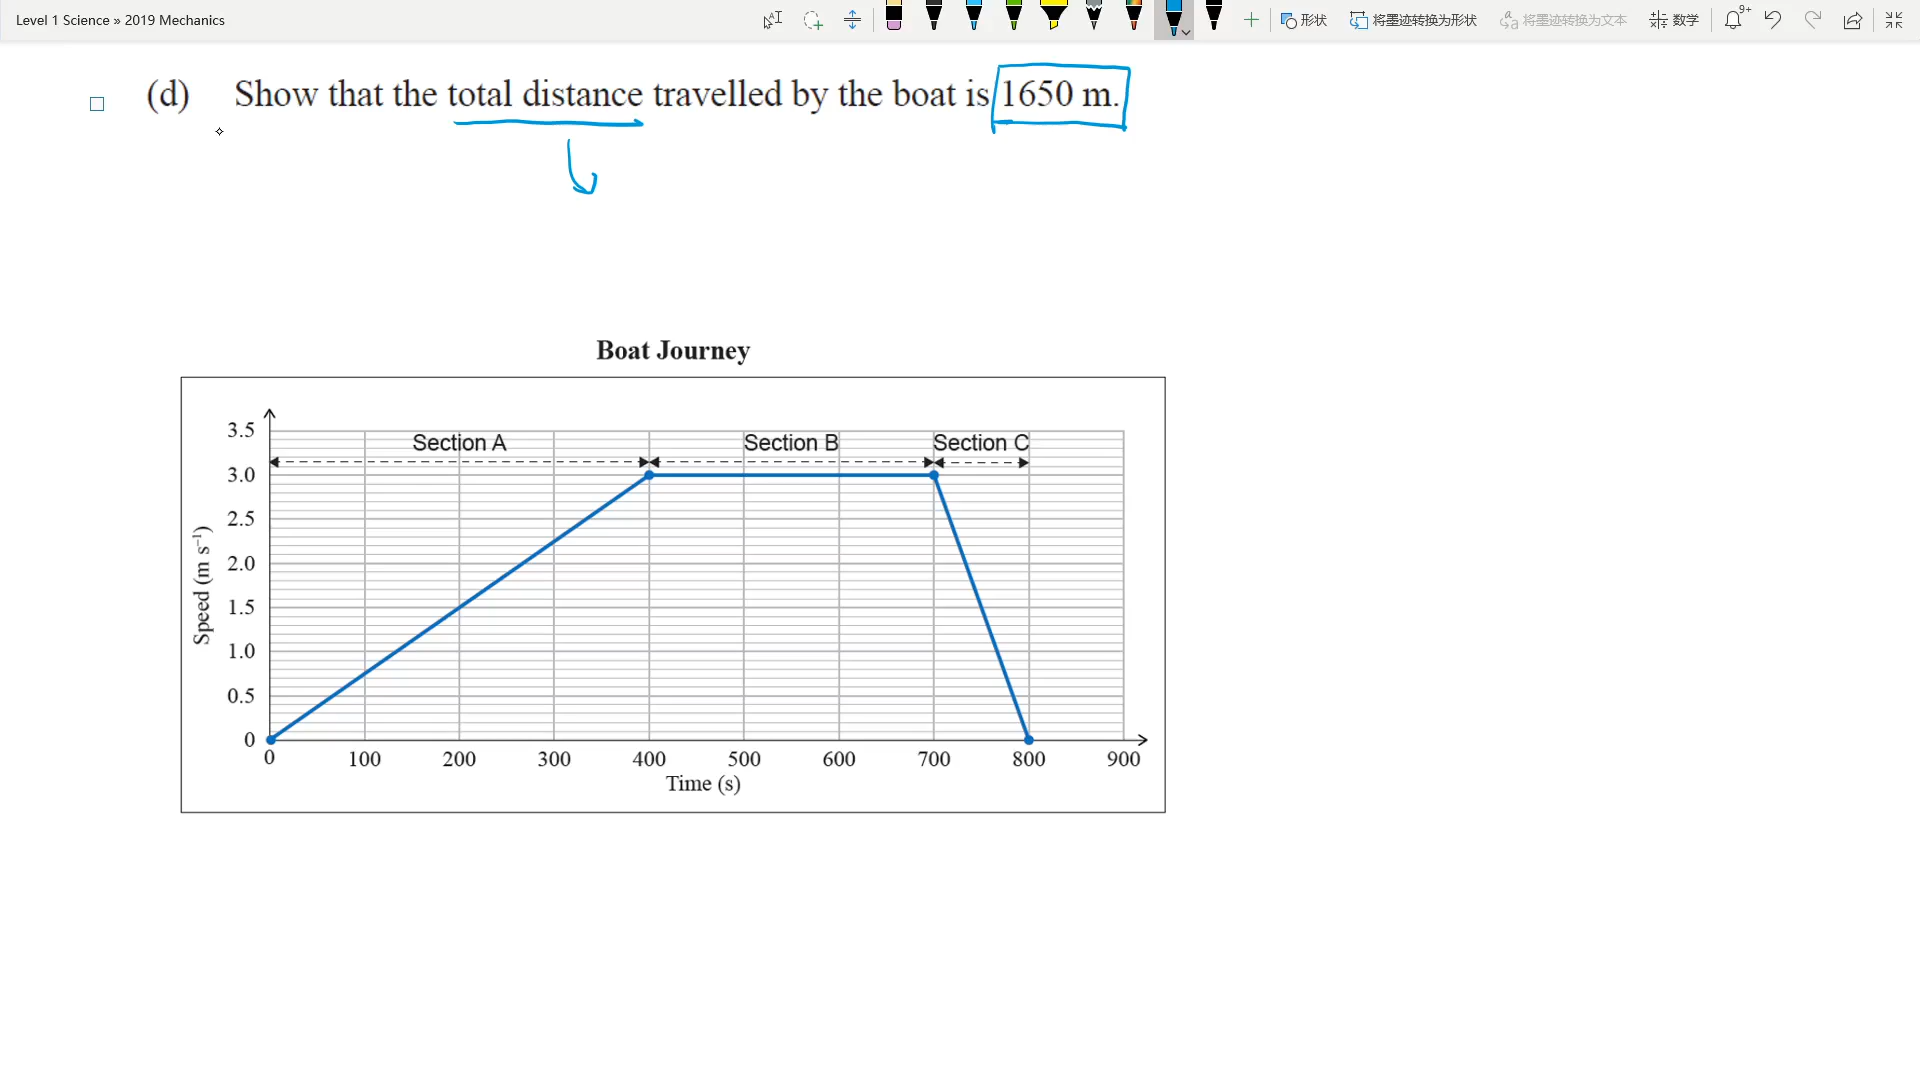 Level 1 Science » 2019 Mechanics
形状
将墨迹转换为形状
将墨迹转换为文本
数学
9+
(d) Show that the total distance travelled by the boat is 1650 m.
Boat Journey
Section A
Section B
Section C
3.5
3.0
2.5
2.0
1.5
1.0
0.5
0
Speed (m s⁻¹)
0 100 200 300 400 500 600 700 800 900
Time (s)